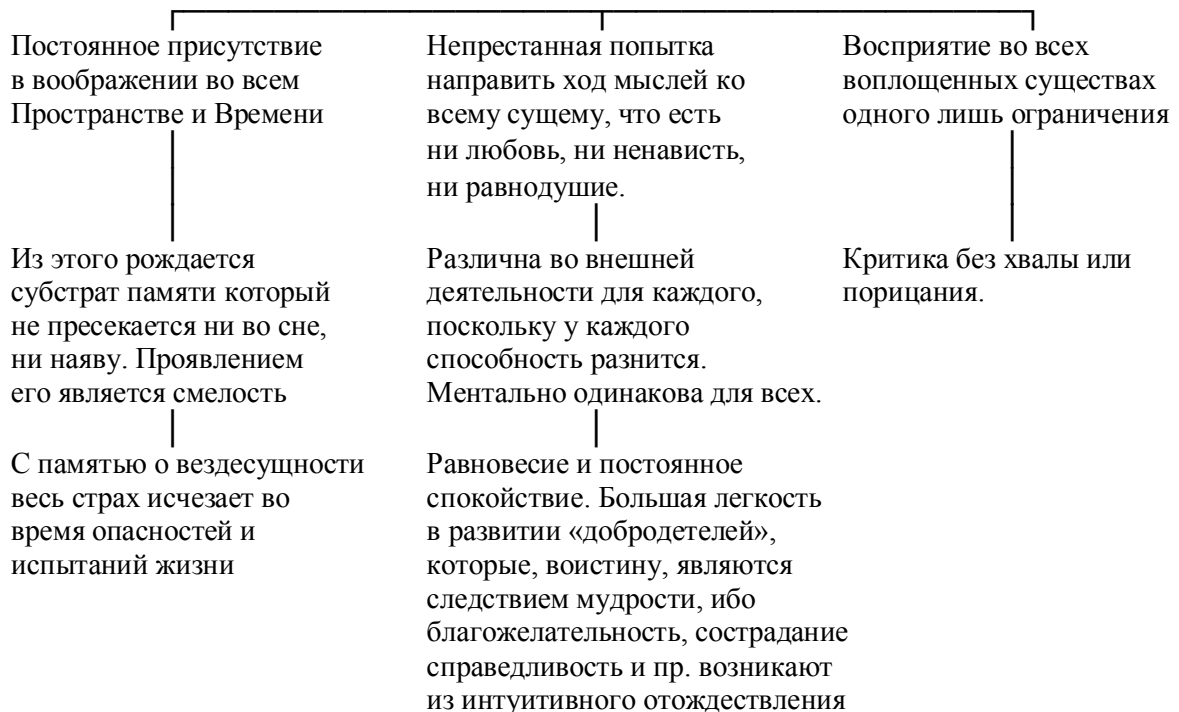 Постоянное присутствие
в воображении во всем
Пространстве и Времени
Из этого рождается
субстрат памяти который
не пресекается ни во сне,
ни наяву. Проявлением
его является смелость
С памятью о вездесущности
весь страх исчезает во
время опасностей и
испытаний жизни
Непрестанная попытка
направить ход мыслей ко
всему сущему, что есть
ни любовь, ни ненависть,
ни равнодушие.
Различна во внешней
деятельности для каждого,
поскольку у каждого
способность разнится.
Ментально одинакова для всех.
Равновесие и постоянное
спокойствие. Большая легкость
в развитии «добродетелей»,
которые, воистину, являются
следствием мудрости, ибо
благожелательность, сострадание
справедливость и пр. возникают
из интуитивного отождествления
Восприятие во всех
воплощенных существах
одного лишь ограничения
Критика без хвалы или
порицания.